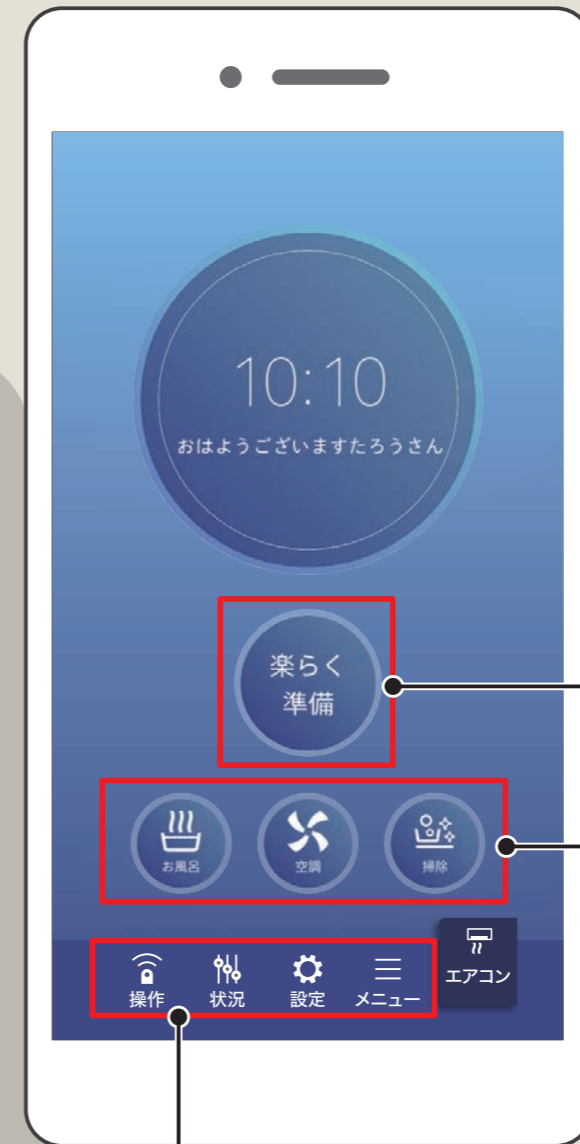 10:10
おはようございますたろうさん
楽らく
準備
お風呂
空調
掃除
エアコン
操作
状況
設定
メニュー